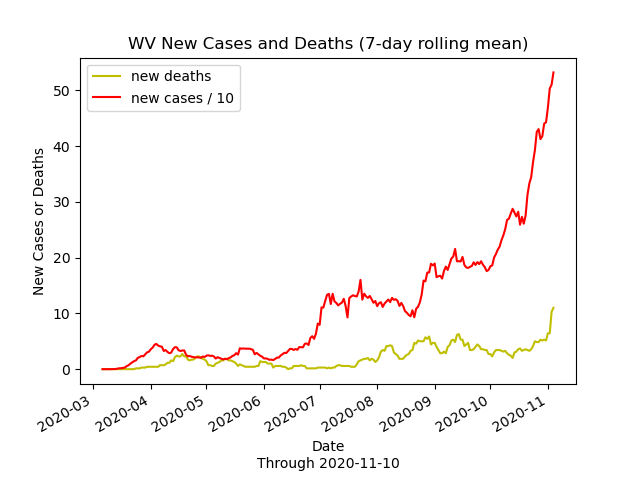 WV New Cases and Deaths (7-day rolling mean)
new deaths
new cases / 10
New Cases or Deaths
50
40
30
20
10
0
2020-03
2020-04
2020-05
2020-06
2020-07
2020-08
2020-09
2020-10
2020-11
Date
Through 2020-11-10